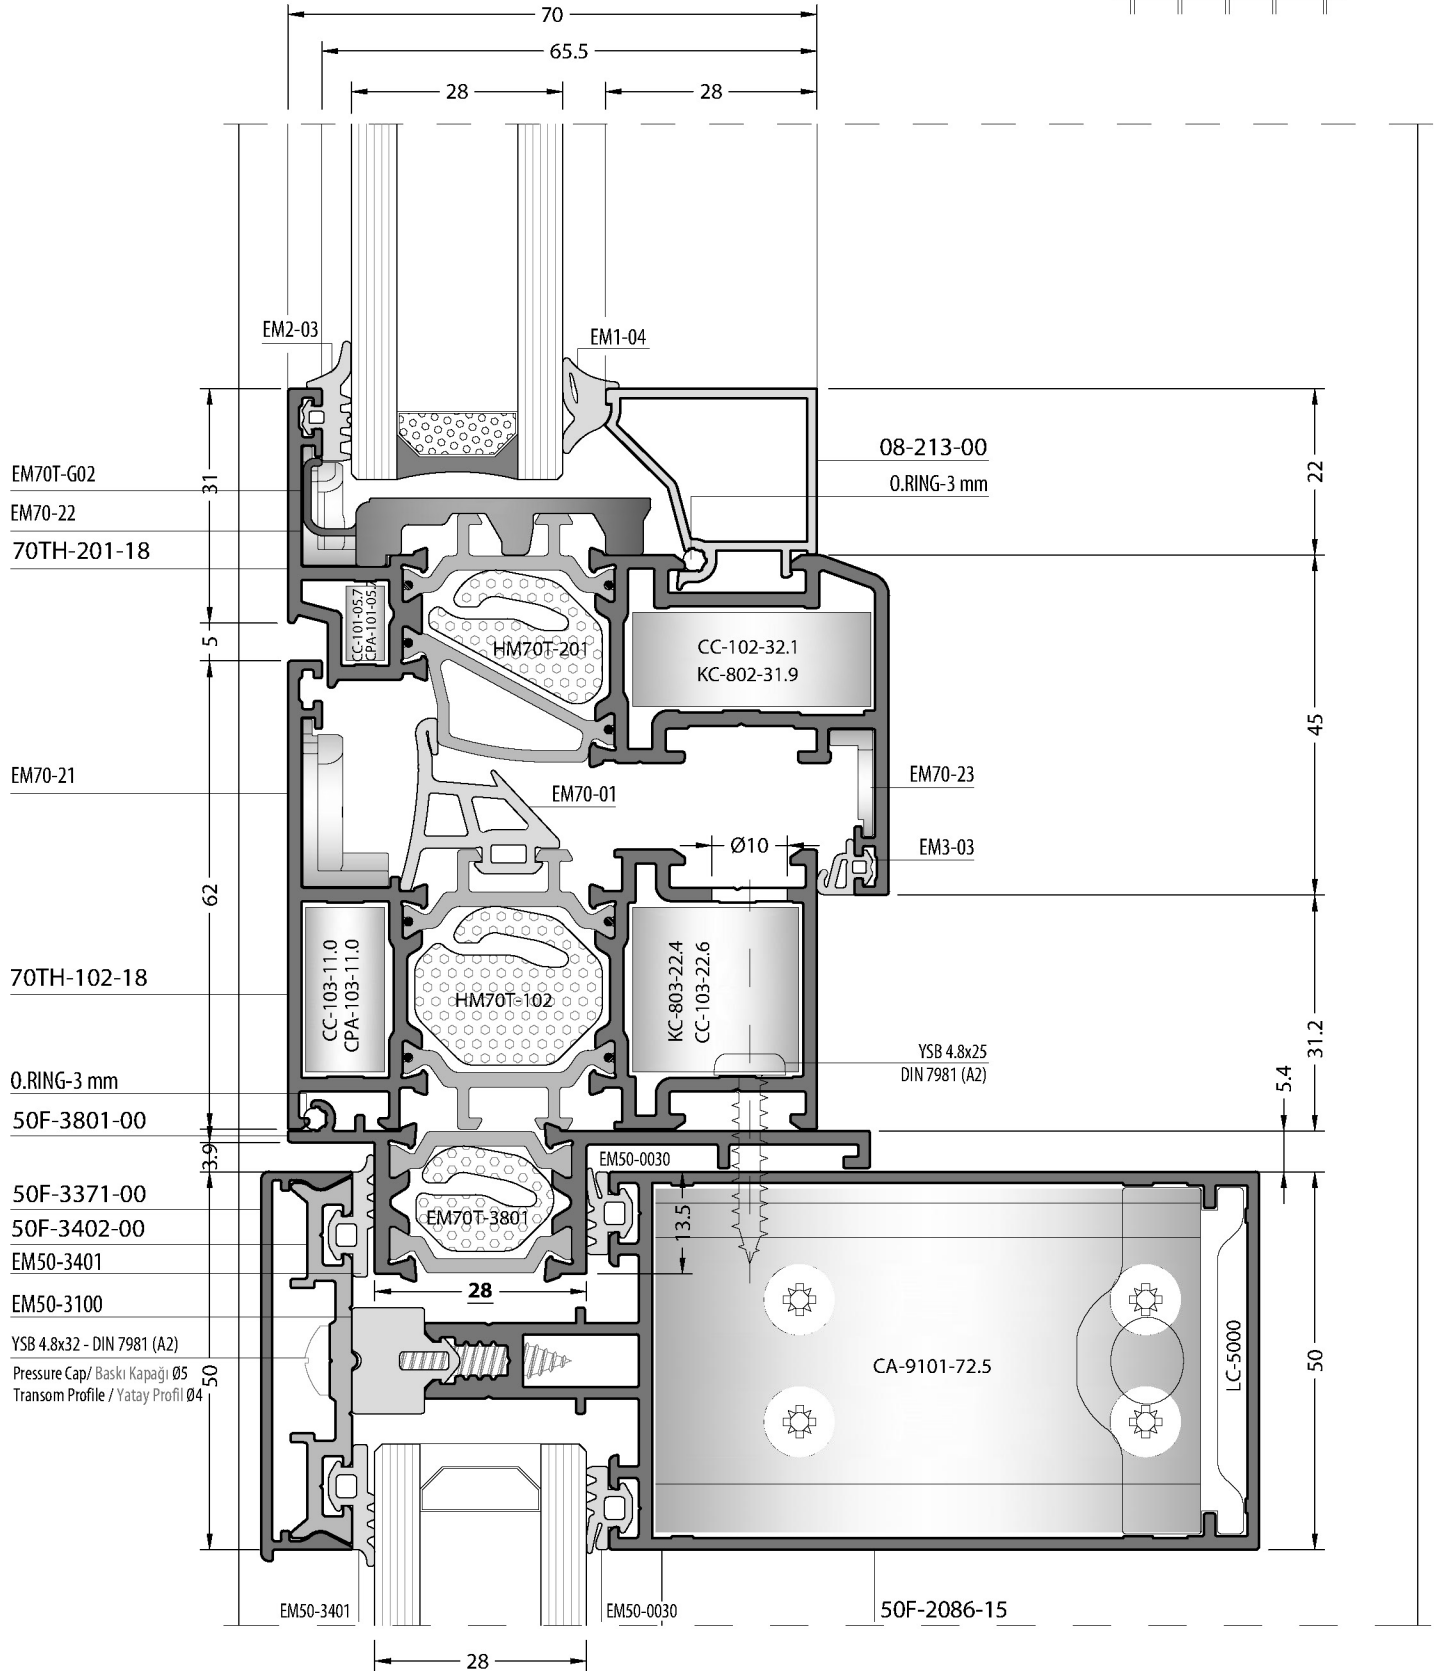 70
65.5
28
28
EM2-03
EM1-04
08-213-00
O.RING-3 mm
22
31
EM70T-G02
EM70-22
70TH-201-18
CC-101-05.7
CPA-101-05.7
HM70T-201
CC-102-32.1
KC-802-31.9
5
45
EM70-21
EM70-01
EM70-23
Ø10
EM3-03
62
70TH-102-18
CC-103-11.0
CPA-103-11.0
HM70T-102
KC-803-22.4
CC-103-22.6
YSB 4.8x25
DIN 7981 (A2)
31.2
5.4
O.RING-3 mm
50F-3801-00
3.9
EM50-0030
50F-3371-00
50F-3402-00
EM70T-3801
13.5
EM50-3401
28
EM50-3100
YSB 4.8x32 - DIN 7981 (A2)
Pressure Cap/ Baskı Kapağı Ø5
Transom Profile / Yatay Profil Ø4
50
CA-9101-72.5
LC-5000
50
EM50-3401
EM50-0030
50F-2086-15
28